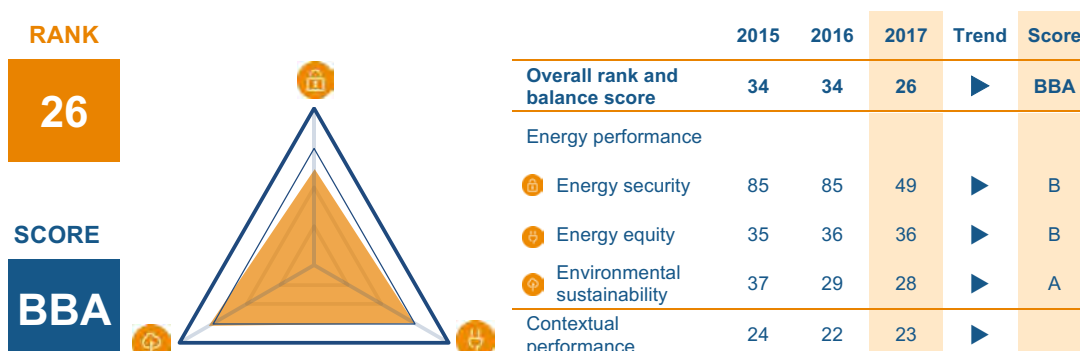 RANK
26
SCORE
BBA
2015 2016 2017 Trend Score
Overall rank and
balance score 34 34 26 BBA
Energy performance
Energy security 85 85 49 B
Energy equity 35 36 36 B
Environmental
sustainability 37 29 28 A
Contextual
performance 24 22 23